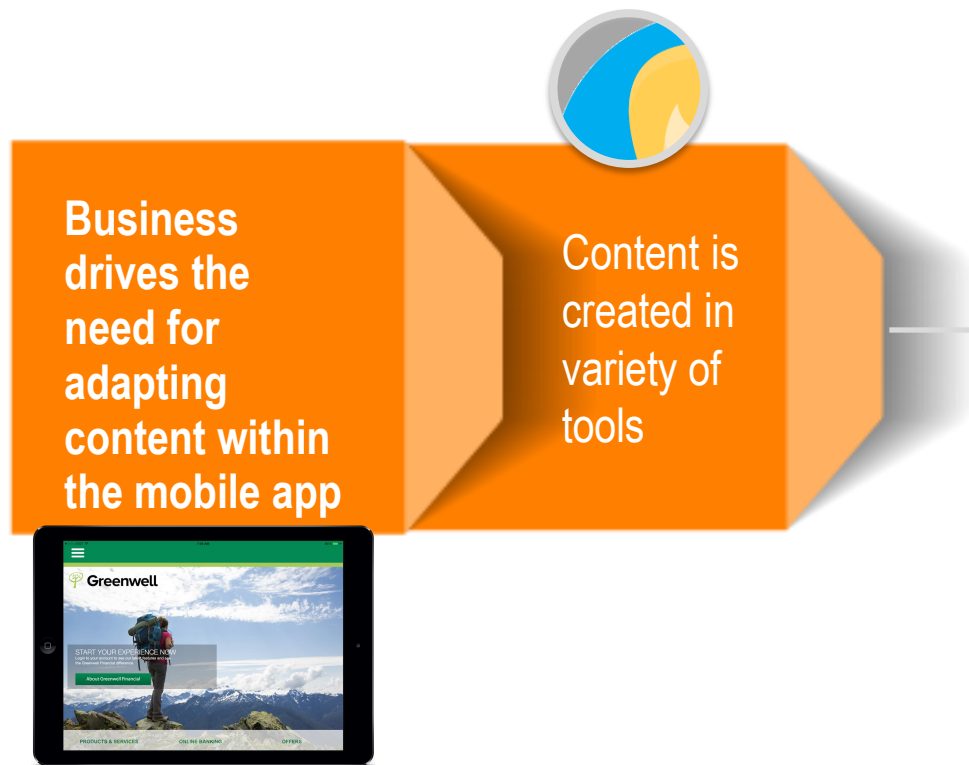 Business
drives the
need for
adapting
content within
the mobile app
Content is
created in
variety of
tools
Greenwell
START YOUR EXPERIENCE NOW
About Greenwell Financial
PRODUCTS & SERVICES
ONLINE BANKING
OFFERS